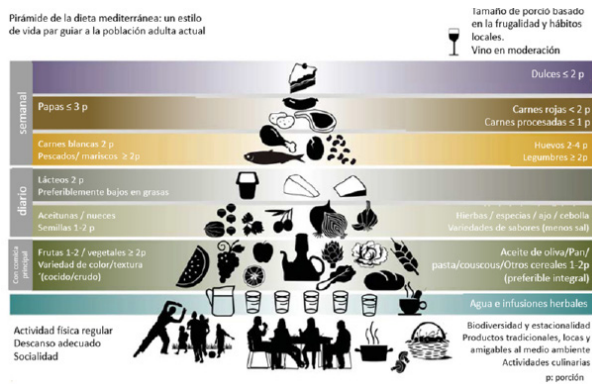 Pirámide de la dieta mediterránea: un estilo
de vida par guiar a la población adulta actual
Tamaño de porció basado
en la frugalidad y hábitos
locales.
Vino en moderación
semanal
Dulces ≤ 2 p
Papas ≤ 3 p
Carnes rojas < 2 p
Carnes procesadas ≤ 1 p
Carnes blancas 2 p
Pescados/ mariscos ≥ 2p
Huevos 2-4 p
Legumbres ≥ 2p
diario
Lácteos 2 p
Preferiblemente bajos en grasas
Aceitunas / nueces
Semillas 1-2 p
Hierbas / especias / ajo / cebolla
Variedades de sabores (menos sal)
Con comida
principal
Frutas 1-2 / vegetales ≥ 2p
Variedad de color/textura
*(cocido/crudo)
Aceite de oliva/Pan/
pasta/couscous/Otros cereales 1-2p
(preferible integral)
Agua e infusiones herbales
Actividad física regular
Descanso adecuado
Socialidad
Biodiversidad y estacionalidad
Productos tradicionales, locas y
amigables al medio ambiente
Actividades culinarias
p: porción